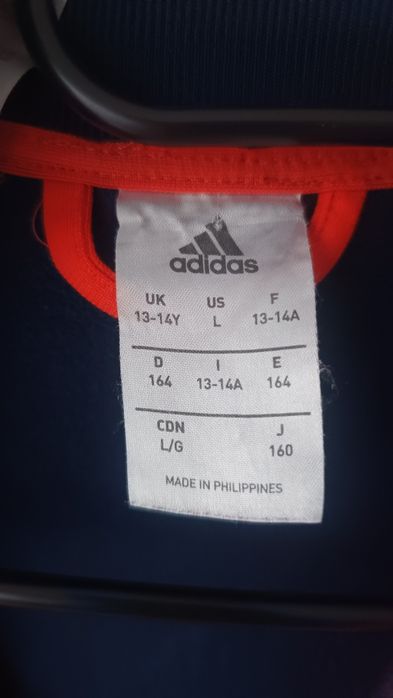 adidas
UK US F
13-14Y L 13-14A
D I E
164 13-14A 164
CDN J
L/G 160
MADE IN PHILIPPINES